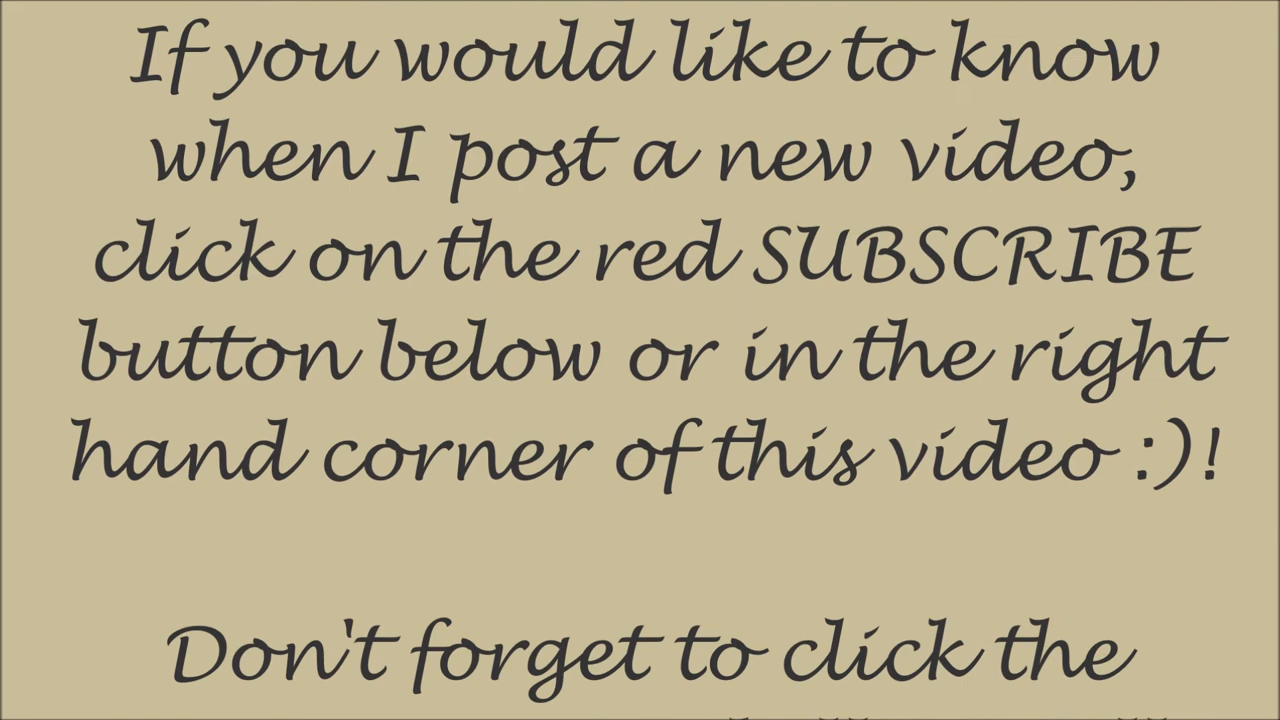 If you would like to know
when I post a new video,
click on the red SUBSCRIBE
button below or in the right
hand corner of this video :)!
Don't forget to click the